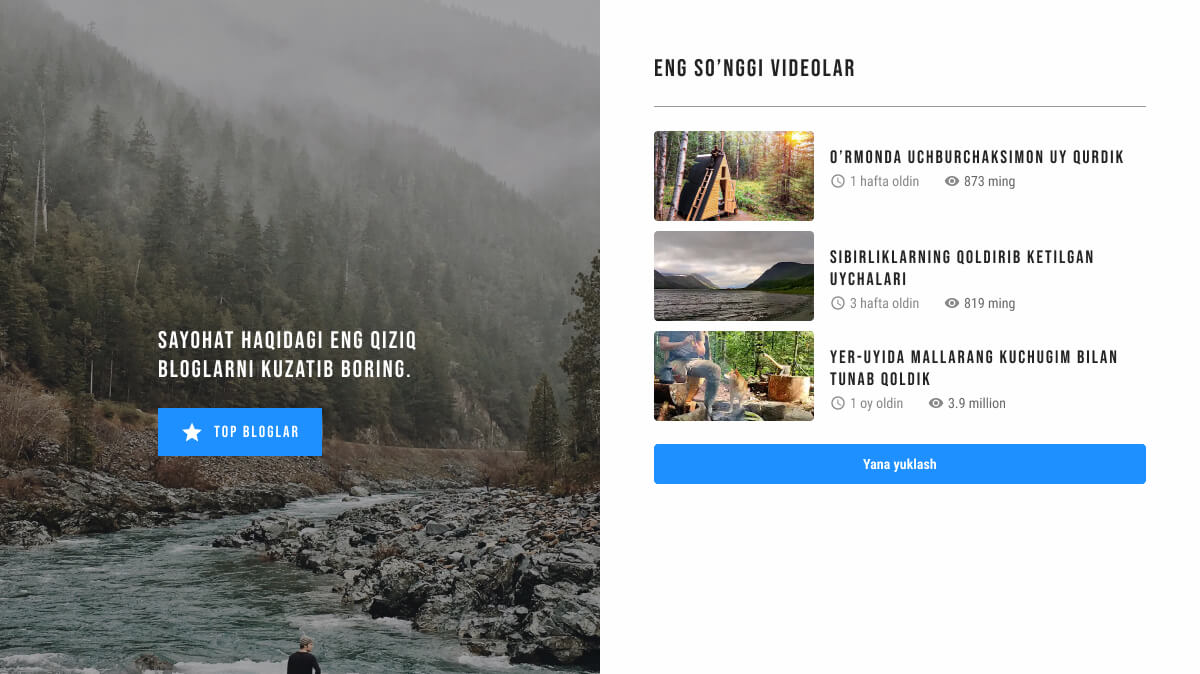 SAYOHAT HAQIDAGI ENG QIZIQ
BLOGLARNI KUZATIB BORING.
TOP BLOGLAR
ENG SO’NGGI VIDEOLAR
O’RMONDA UCHBURCHAKSIMON UY QURDIK
1 hafta oldin 873 ming
SIBIRLIKLARNING QOLDIRIB KETILGAN
UYCHALARI
3 hafta oldin 819 ming
YER-UYIDA MALLARANG KUCHUGIM BILAN
TUNAB QOLDIK
1 oy oldin 3.9 million
Yana yuklash